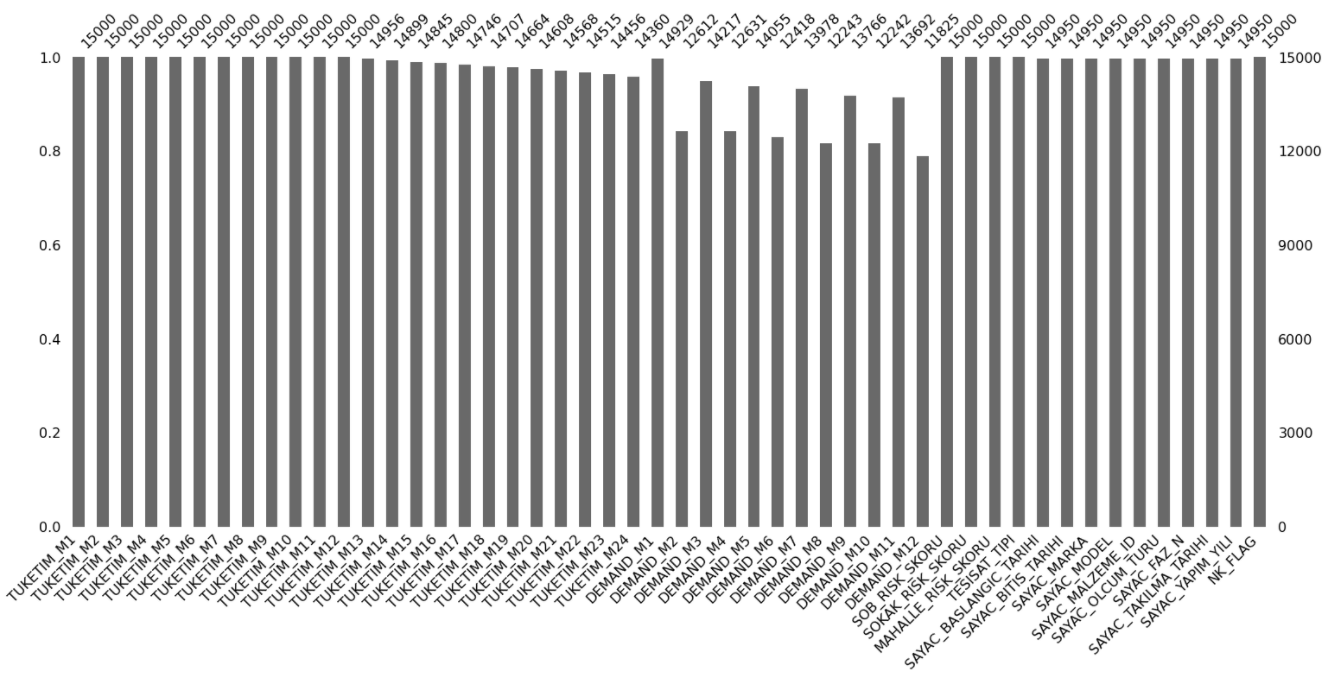 15000
15000
15000
15000
15000
15000
15000
15000
15000
15000
15000
15000
14956
14899
14845
14800
14746
14707
14664
14608
14568
14515
14456
14360
14929
12612
14217
12631
14055
12418
13978
12243
13766
12242
13692
11825
15000
15000
15000
15000
14950
14950
14950
14950
14950
14950
14950
14950
14950
15000
1.0
0.8
0.6
0.4
0.2
0.0
15000
12000
9000
6000
3000
0
TUKETIM_M1
TUKETIM_M2
TUKETIM_M3
TUKETIM_M4
TUKETIM_M5
TUKETIM_M6
TUKETIM_M7
TUKETIM_M8
TUKETIM_M9
TUKETIM_M10
TUKETIM_M11
TUKETIM_M12
TUKETIM_M13
TUKETIM_M14
TUKETIM_M15
TUKETIM_M16
TUKETIM_M17
TUKETIM_M18
TUKETIM_M19
TUKETIM_M20
TUKETIM_M21
TUKETIM_M22
TUKETIM_M23
TUKETIM_M24
DEMAND_M1
DEMAND_M2
DEMAND_M3
DEMAND_M4
DEMAND_M5
DEMAND_M6
DEMAND_M7
DEMAND_M8
DEMAND_M9
DEMAND_M10
DEMAND_M11
DEMAND_M12
SOB_RISK_SKORU
SOKAK_RISK_SKORU
MAHALLE_RISK_SKORU
TESISAT_TIPI
SAYAC_BASLANGIC_TARIHI
SAYAC_BITIS_TARIHI
SAYAC_MARKA
SAYAC_MODEL
SAYAC_MALZEME_ID
SAYAC_OLCUM_TURU
SAYAC_FAZ_N
SAYAC_TAKILMA_TARIHI
SAYAC_YAPIM_YILI
NK_FLAG